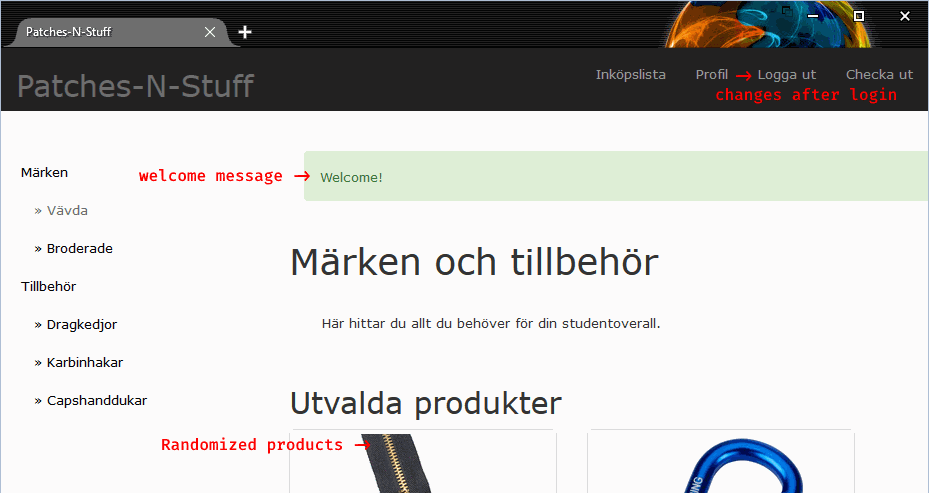 Patches-N-Stuff
Patches-N-Stuff
Inköpslista Profil → Logga ut Checka ut
changes after login
Märken
» Vävda
» Broderade
Tillbehör
» Dragkedjor
» Karbinhakar
» Capshanddukar
welcome message →
Welcome!
Märken och tillbehör
Här hittar du allt du behöver för din studentoverall.
Utvalda produkter
Randomized products →